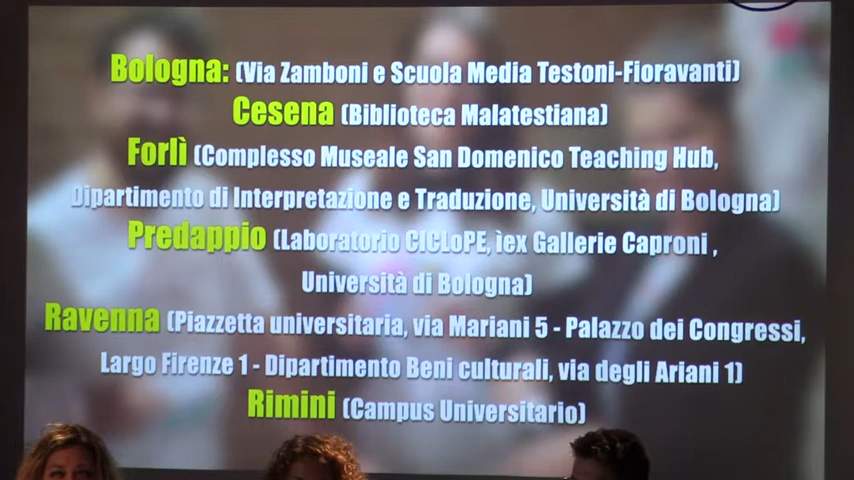 Bologna: (Via Zamboni e Scuola Media Testoni-Fioravanti)
Cesena (Biblioteca Malatestiana)
Forlì (Complesso Museale San Domenico Teaching Hub,
Dipartimento di Interpretazione e Traduzione, Università di Bologna)
Predappio (Laboratorio CICLoPE, ìex Gallerie Caproni ,
Università di Bologna)
Ravenna (Piazzetta universitaria, via Mariani 5 - Palazzo dei Congressi,
Largo Firenze 1 - Dipartimento Beni culturali, via degli Ariani 1)
Rimini (Campus Universitario)